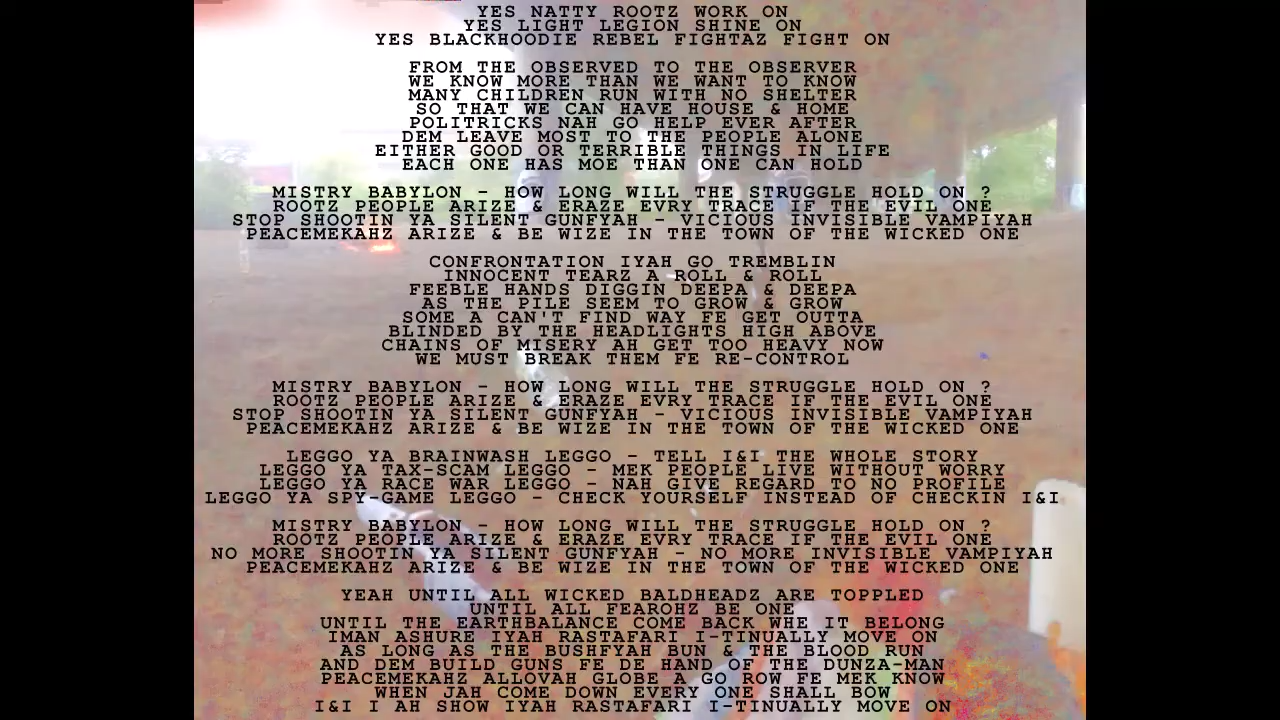 YES NATTY ROOTZ WORK ON
YES LIGHT LEGION SHINE ON
YES BLACKHOODIE REBEL FIGHTAZ FIGHT ON
FROM THE OBSERVED TO THE OBSERVER
WE KNOW MORE THAN WE WANT TO KNOW
MANY CHILDREN RUN WITH NO SHELTER
SO THAT WE CAN HAVE HOUSE & HOME
POLITRICKS NAH GO HELP EVER AFTER
DEM LEAVE MOST TO THE PEOPLE ALONE
EITHER GOOD OR TERRIBLE THINGS IN LIFE
EACH ONE HAS MOE THAN ONE CAN HOLD
MISTRY BABYLON - HOW LONG WILL THE STRUGGLE HOLD ON ?
ROOTZ PEOPLE ARIZE & ERAZE EVRY TRACE IF THE EVIL ONE
STOP SHOOTIN YA SILENT GUNFYAH - VICIOUS INVISIBLE VAMPIYAH
PEACEMEKAHZ ARIZE & BE WIZE IN THE TOWN OF THE WICKED ONE
CONFRONTATION IYAH GO TREMBLIN
INNOCENT TEARZ A ROLL & ROLL
FEEBLE HANDS DIGGIN DEEPA & DEEPA
AS THE PILE SEEM TO GROW & GROW
SOME A CAN'T FIND WAY FE GET OUTTA
BLINDED BY THE HEADLIGHTS HIGH ABOVE
CHAINS OF MISERY AH GET TOO HEAVY NOW
WE MUST BREAK THEM FE RE-CONTROL
MISTRY BABYLON - HOW LONG WILL THE STRUGGLE HOLD ON ?
ROOTZ PEOPLE ARIZE & ERAZE EVRY TRACE IF THE EVIL ONE
STOP SHOOTIN YA SILENT GUNFYAH - VICIOUS INVISIBLE VAMPIYAH
PEACEMEKAHZ ARIZE & BE WIZE IN THE TOWN OF THE WICKED ONE
LEGGO YA BRAINWASH LEGGO - TELL I&I THE WHOLE STORY
LEGGO YA TAX-SCAM LEGGO - MEK PEOPLE LIVE WITHOUT WORRY
LEGGO YA RACE WAR LEGGO - NAH GIVE REGARD TO NO PROFILE
LEGGO YA SPY-GAME LEGGO - CHECK YOURSELF INSTEAD OF CHECKIN I&I
MISTRY BABYLON - HOW LONG WILL THE STRUGGLE HOLD ON ?
ROOTZ PEOPLE ARIZE & ERAZE EVRY TRACE IF THE EVIL ONE
NO MORE SHOOTIN YA SILENT GUNFYAH - NO MORE INVISIBLE VAMPIYAH
PEACEMEKAHZ ARIZE & BE WIZE IN THE TOWN OF THE WICKED ONE
YEAH UNTIL ALL WICKED BALDHEADZ ARE TOPPLED
UNTIL ALL FEAROHZ BE ONE
UNTIL THE EARTHBALANCE COME BACK WHE IT BELONG
IMAN ASHURE IYAH RASTAFARI I-TINUALLY MOVE ON
AS LONG AS THE BUSHFYAH BUN & THE BLOOD RUN
AND DEM BUILD GUNS FE DE HAND OF THE DUNZA-MAN
PEACEMEKAHZ ALLOVAH GLOBE A GO ROW FE MEK KNOW
WHEN JAH COME DOWN EVERY ONE SHALL BOW
I&I I AH SHOW IYAH RASTAFARI I-TINUALLY MOVE ON